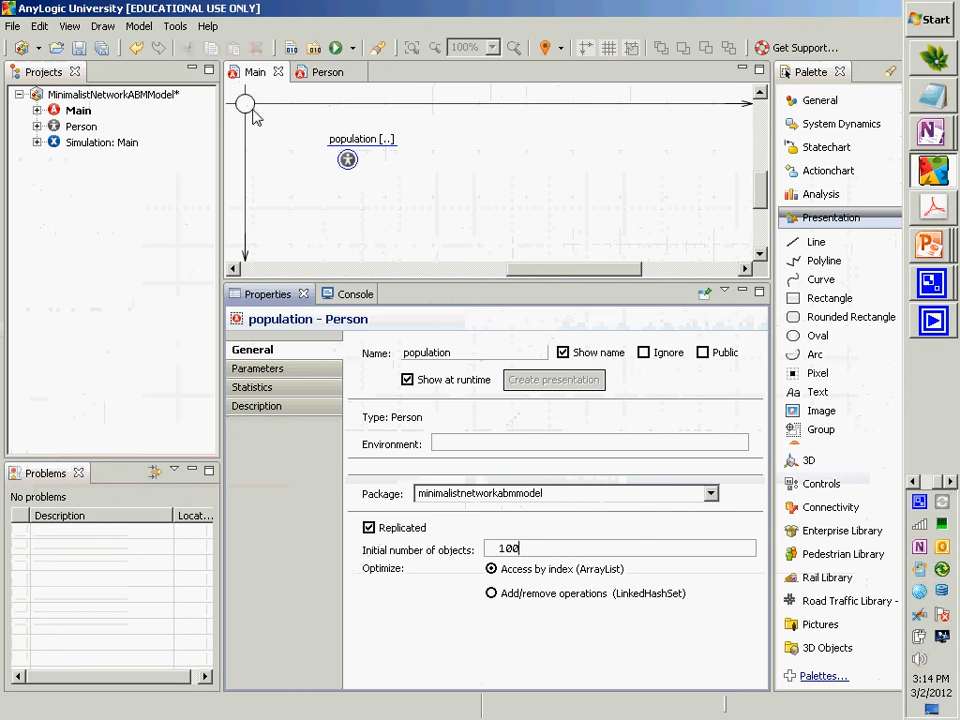 AnyLogic University [EDUCATIONAL USE ONLY]
File Edit View Draw Model Tools Help
100% Get Support...
Start
Projects
Main Person
Palette
MinimalistNetworkABMModel*
Main
Person
Simulation: Main
population [..]
General
System Dynamics
Statechart
Actionchart
Analysis
Presentation
Line
Polyline
Curve
Rectangle
Rounded Rectangle
Oval
Arc
Pixel
Text
Image
Group
3D
Controls
Connectivity
Enterprise Library
Pedestrian Library
Rail Library
Road Traffic Library -
Pictures
3D Objects
Palettes...
Properties Console
population - Person
General
Parameters
Statistics
Description
Name: population Show name Ignore Public
Show at runtime Create presentation
Type: Person
Environment:
Package: minimalistnetworkabmmodel
Replicated
Initial number of objects: 100
Optimize: Access by index (ArrayList)
Add/remove operations (LinkedHashSet)
Problems
No problems
Description Locat...
3:14 PM
3/2/2012